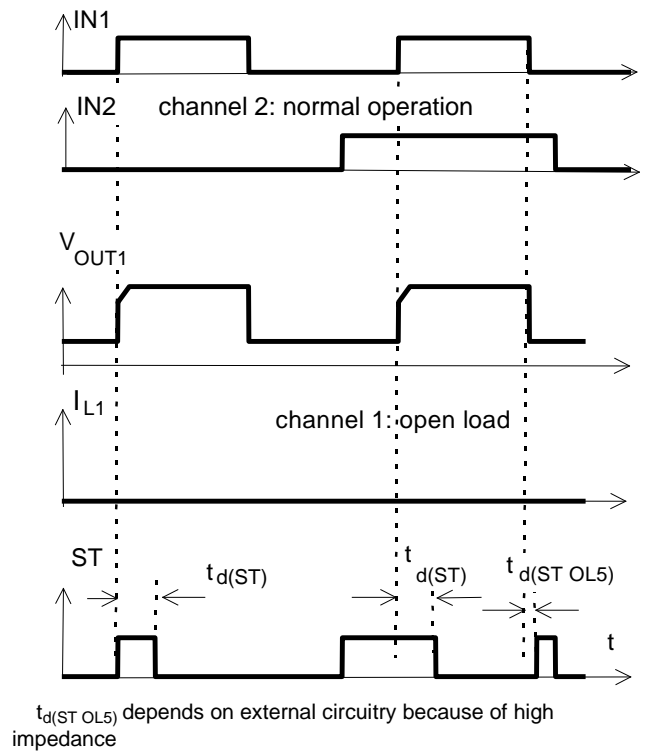 IN1
IN2 channel 2: normal operation
VOUT1
IL1
channel 1: open load
ST
td(ST) td(ST) td(ST OL5)
t
td(ST OL5) depends on external circuitry because of high
impedance